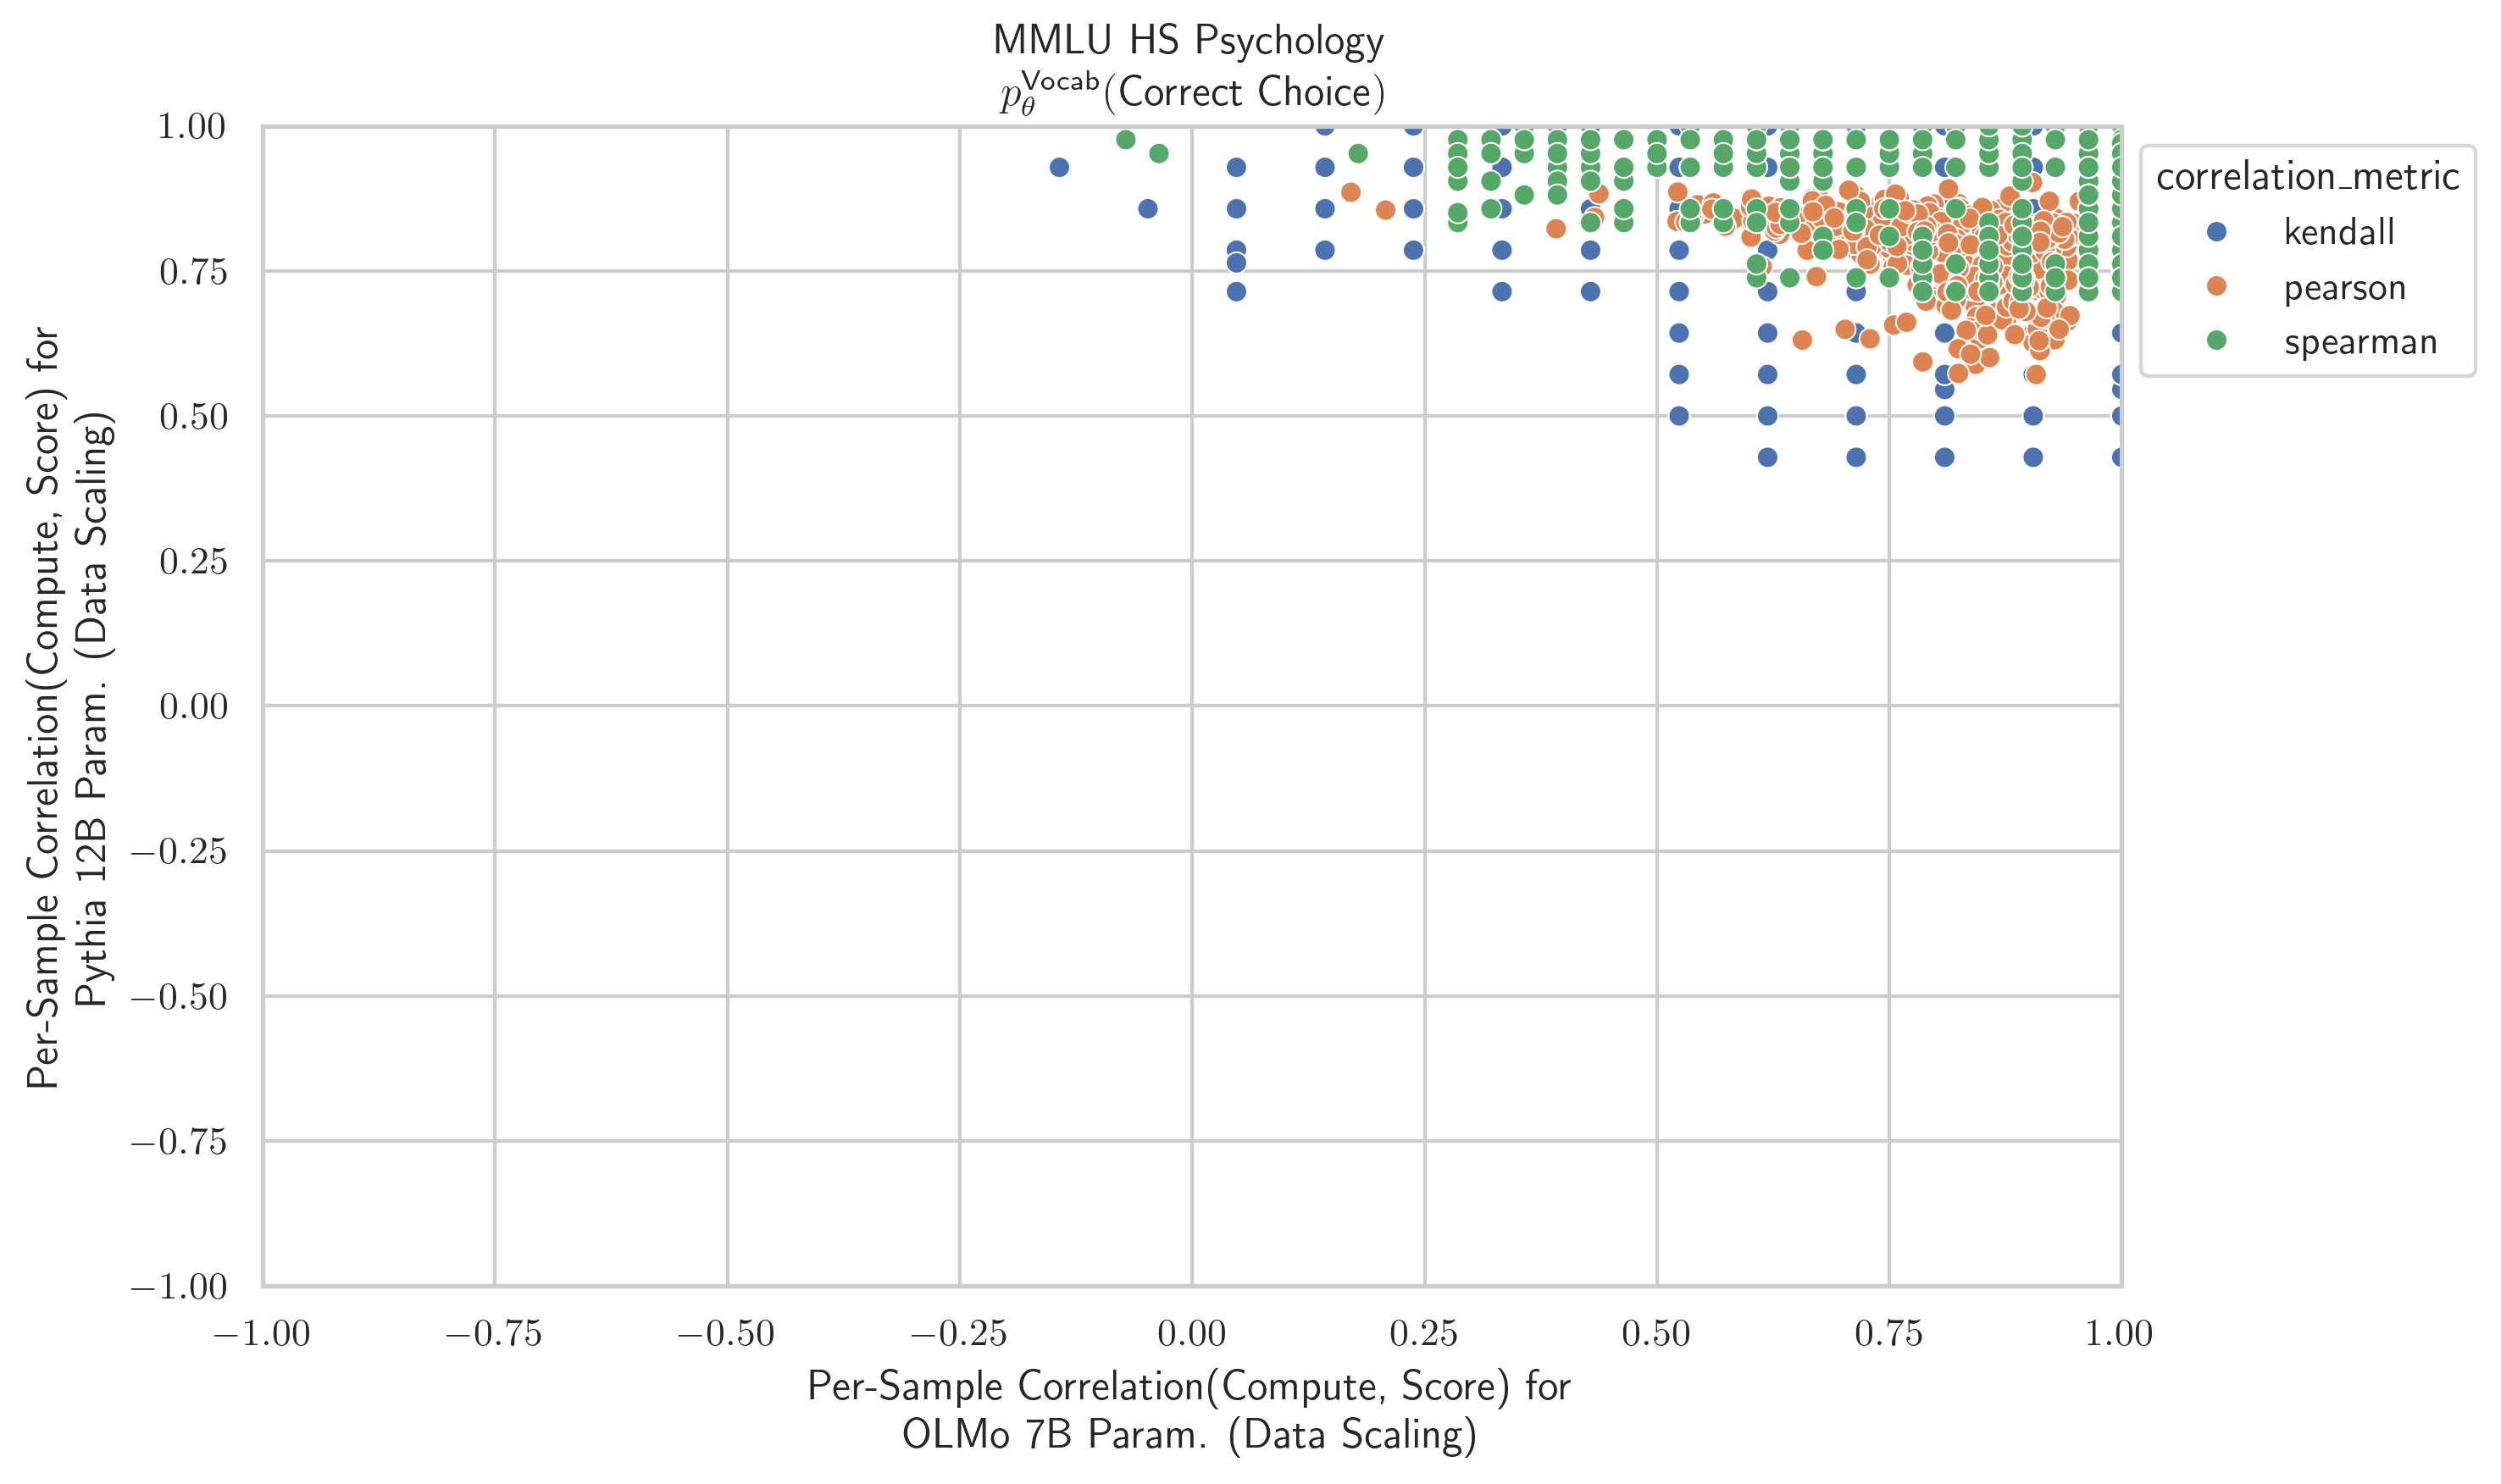 MMLU HS Psychology
p_θ^Vocab(Correct Choice)
1.00
0.75
0.50
0.25
0.00
−0.25
−0.50
−0.75
−1.00
Per-Sample Correlation(Compute, Score) for
Pythia 12B Param. (Data Scaling)
correlation_metric
kendall
pearson
spearman
−1.00 −0.75 −0.50 −0.25 0.00 0.25 0.50 0.75 1.00
Per-Sample Correlation(Compute, Score) for
OLMo 7B Param. (Data Scaling)